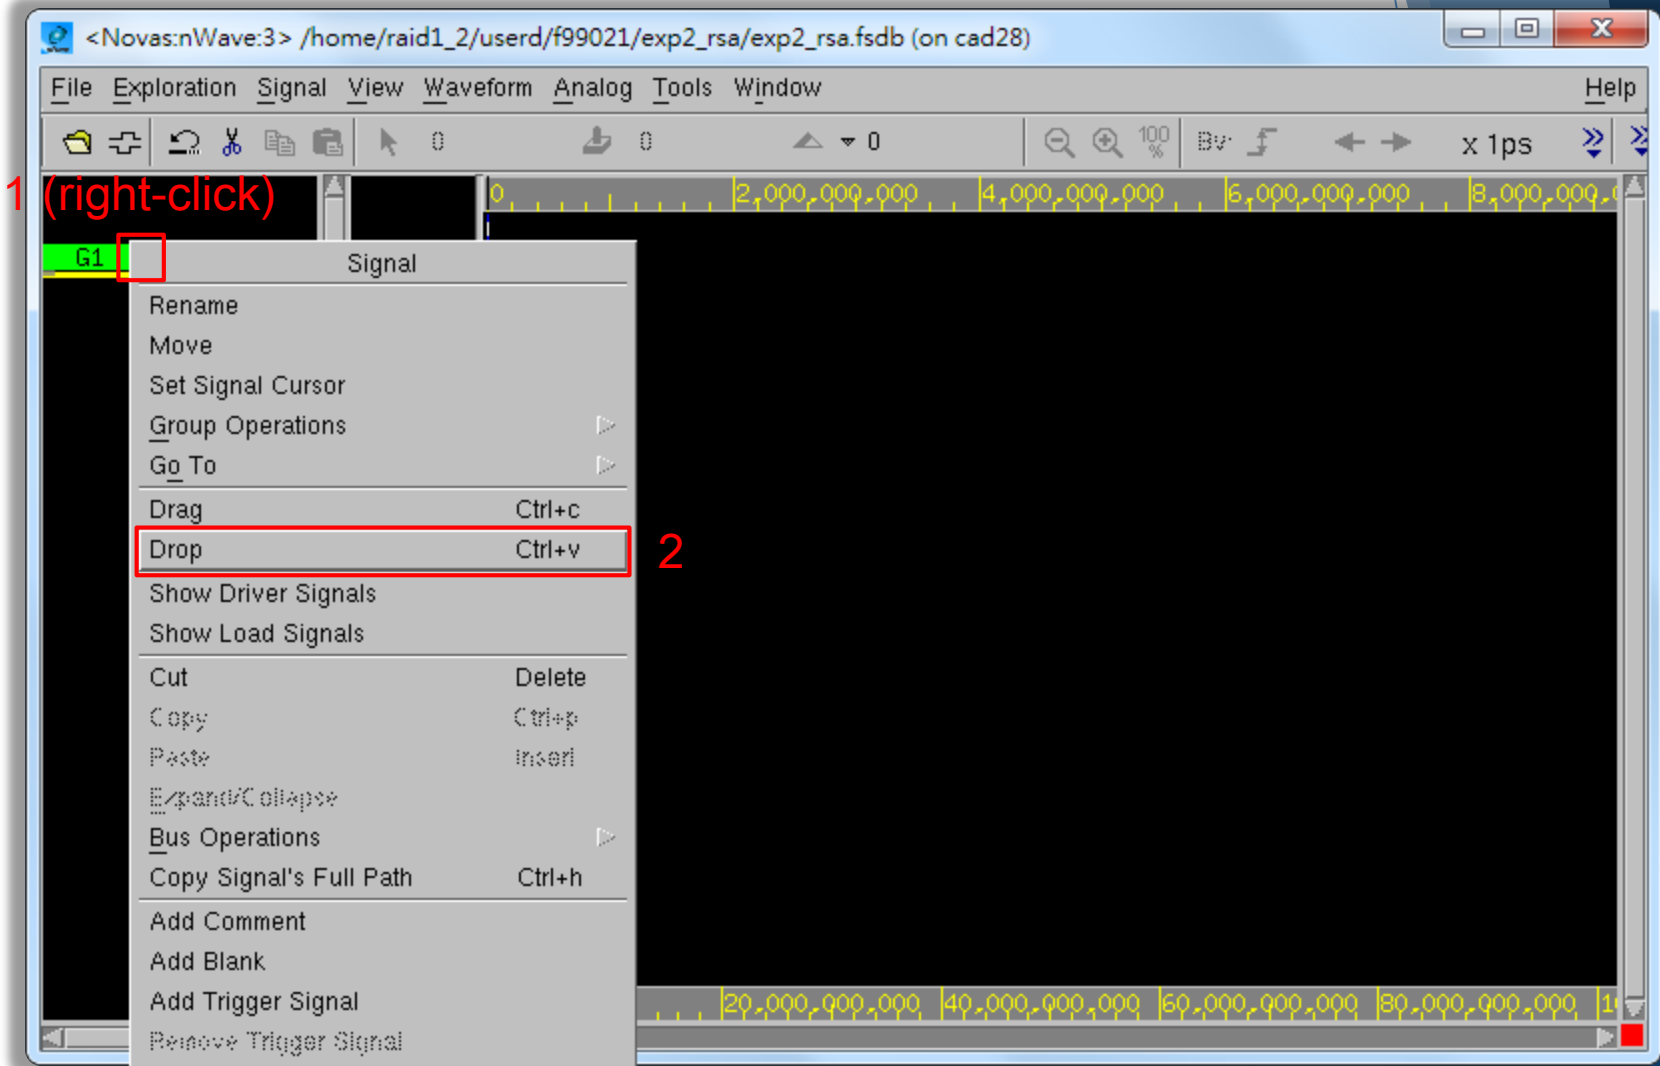 <Novas:nWave:3> /home/raid1_2/userd/f99021/exp2_rsa/exp2_rsa.fsdb (on cad28)
File Exploration Signal View Waveform Analog Tools Window Help
0 0 0 100 % By: x 1ps
1 (right-click)
0 2,000,000,000 4,000,000,000 6,000,000,000 8,000,000,0
G1
Signal
Rename
Move
Set Signal Cursor
Group Operations
Go To
Drag Ctrl+c
Drop Ctrl+v 2
Show Driver Signals
Show Load Signals
Cut Delete
Copy Ctrl+p
Paste Insert
Expand/Collapse
Bus Operations
Copy Signal's Full Path Ctrl+h
Add Comment
Add Blank
Add Trigger Signal
20,000,000,000 40,000,000,000 60,000,000,000 80,000,000,000 1
Remove Trigger Signal